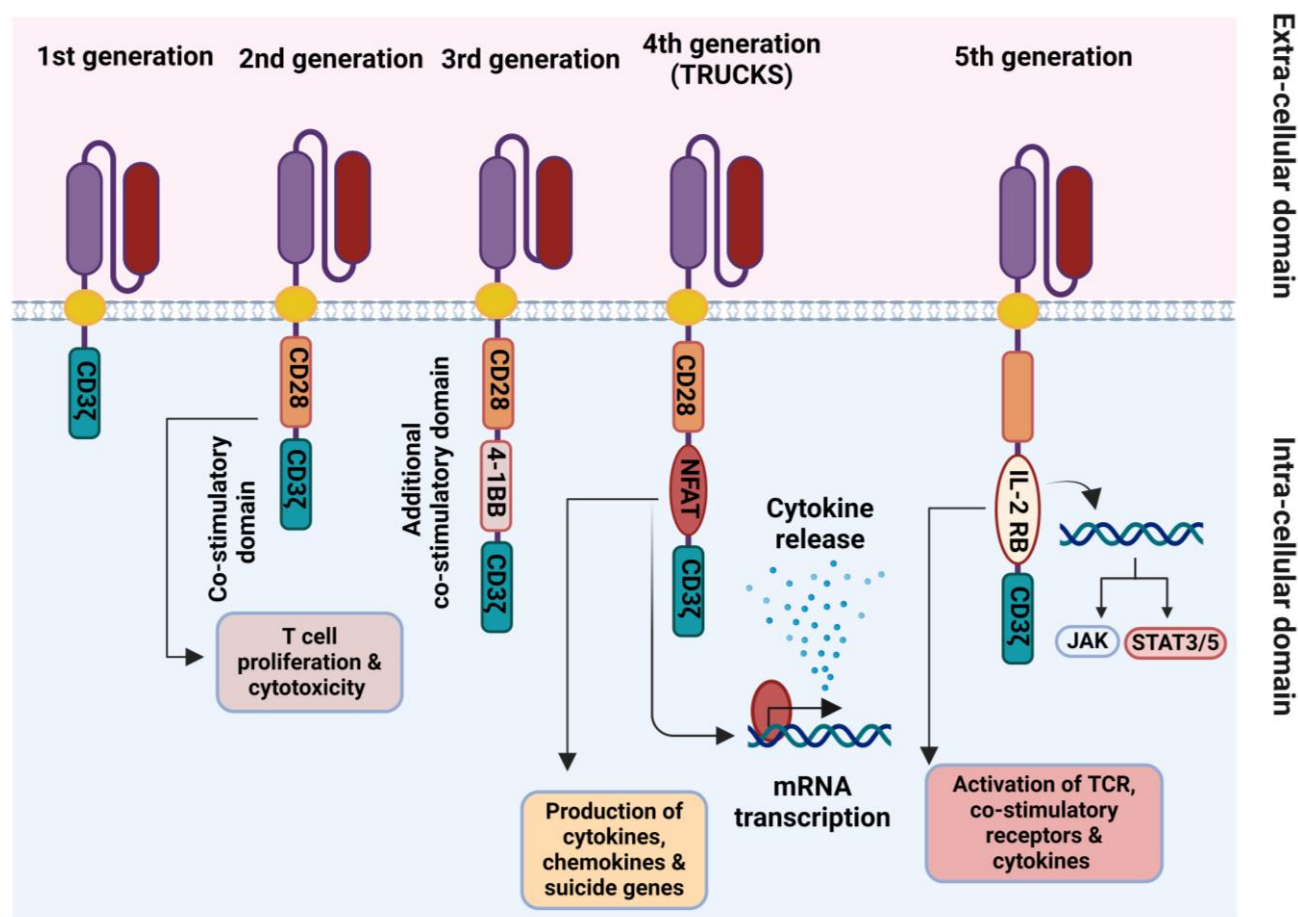 1st generation
2nd generation
3rd generation
4th generation
(TRUCKS)
5th generation
Extra-cellular domain
Intra-cellular domain
CD3ζ
CD28
CD3ζ
Co-stimulatory
domain
T cell
proliferation &
cytotoxicity
CD28
4-1BB
CD3ζ
Additional
co-stimulatory domain
CD28
NFAT
CD3ζ
Cytokine
release
mRNA
transcription
Production of
cytokines,
chemokines &
suicide genes
IL-2 RB
CD3ζ
JAK
STAT3/5
Activation of TCR,
co-stimulatory
receptors &
cytokines